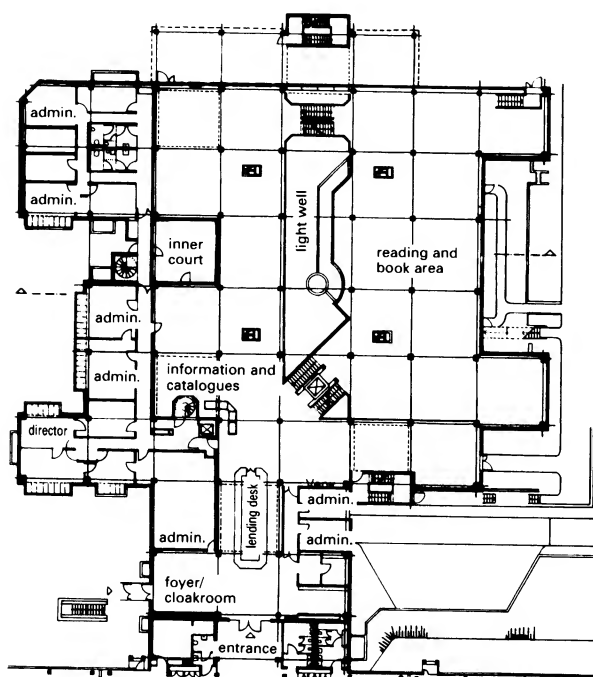 admin.
admin.
inner
court
light well
reading and
book area
admin.
admin.
information and
catalogues
director
lending desk
admin.
admin.
admin.
foyer/
cloakroom
entrance